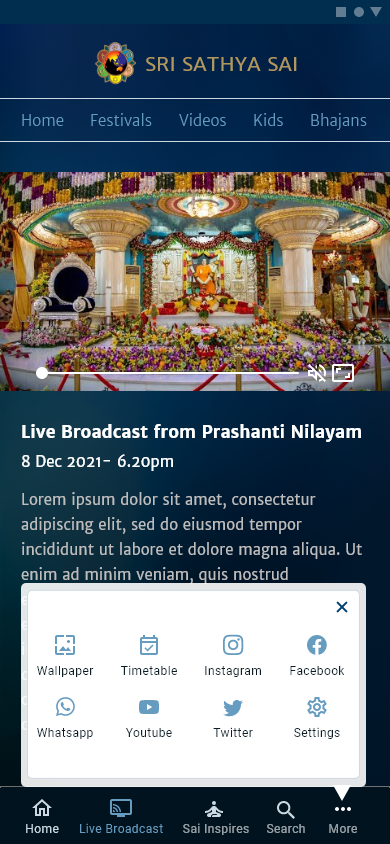 SRI SATHYA SAI
Home Festivals Videos Kids Bhajans
Live Broadcast from Prashanti Nilayam
8 Dec 2021- 6.20pm
Lorem ipsum dolor sit amet, consectetur
adipiscing elit, sed do eiusmod tempor
incididunt ut labore et dolore magna aliqua. Ut
enim ad minim veniam, quis nostrud
Wallpaper Timetable Instagram Facebook
Whatsapp Youtube Twitter Settings
Home Live Broadcast Sai Inspires Search More